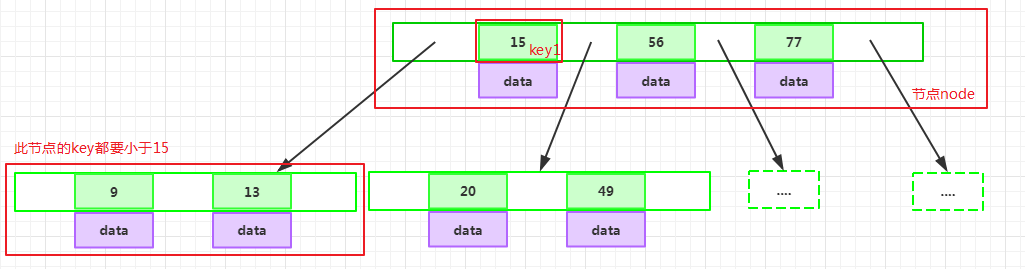 15 key1 56 77
data data data
节点node
此节点的key都要小于15
9 13 20 49 .... ....
data data data data